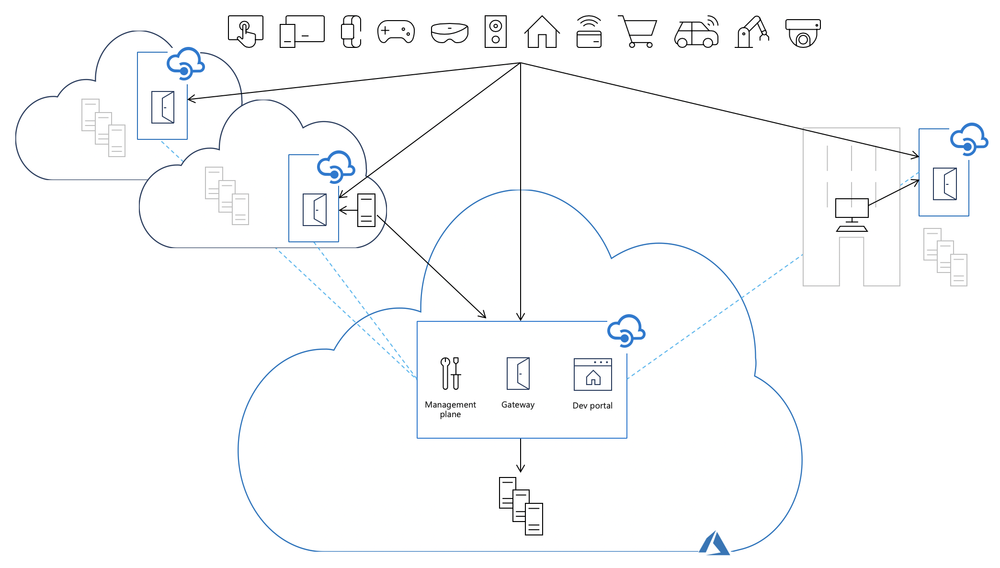 Management
plane
Gateway
Dev portal